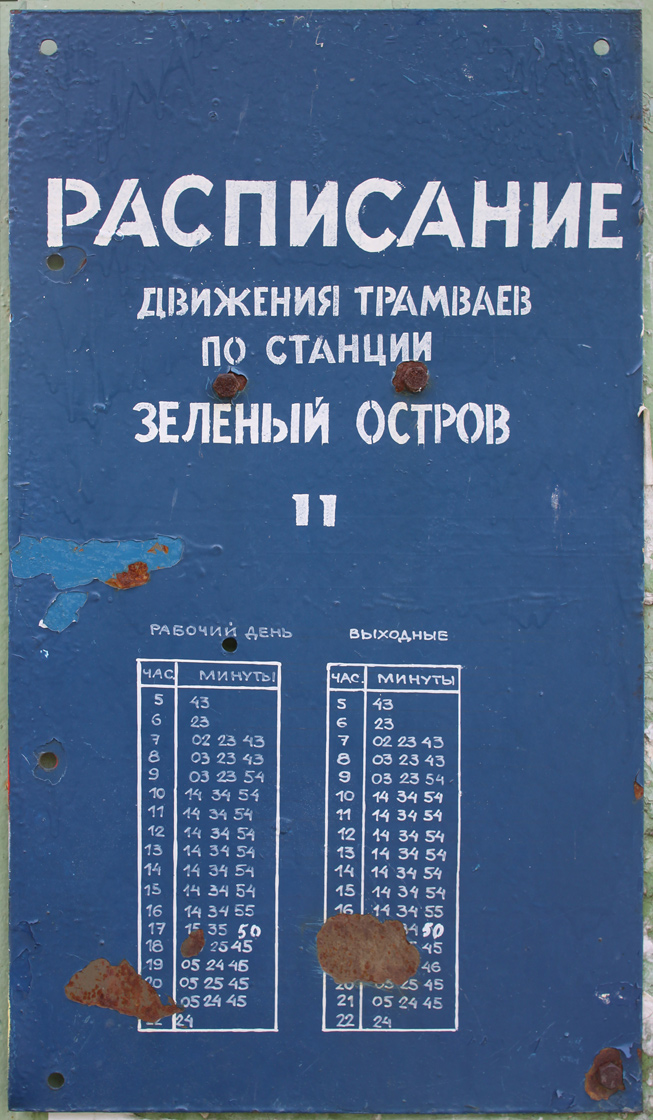 РАСПИСАНИЕ
ДВИЖЕНИЯ ТРАМВАЕВ
ПО СТАНЦИИ
ЗЕЛЕНЫЙ ОСТРОВ
11
РАБОЧИЙ ДЕНЬ
ЧАС. МИНУТЫ
5 43
6 23
7 02 23 43
8 03 23 43
9 03 23 54
10 14 34 54
11 14 34 54
12 14 34 54
13 14 34 54
14 14 34 54
15 14 34 54
16 14 34 55
17 15 35 50
18 25 45
19 05 24 45
20 05 25 45
05 24 45
22 24
ВЫХОДНЫЕ
ЧАС. МИНУТЫ
5 43
6 23
7 02 23 43
8 03 23 43
9 03 23 54
10 14 34 54
11 14 34 54
12 14 34 54
13 14 34 54
14 14 34 54
15 14 34 54
16 14 34 55
34 50
45
46
20 05 25 45
21 05 24 45
22 24